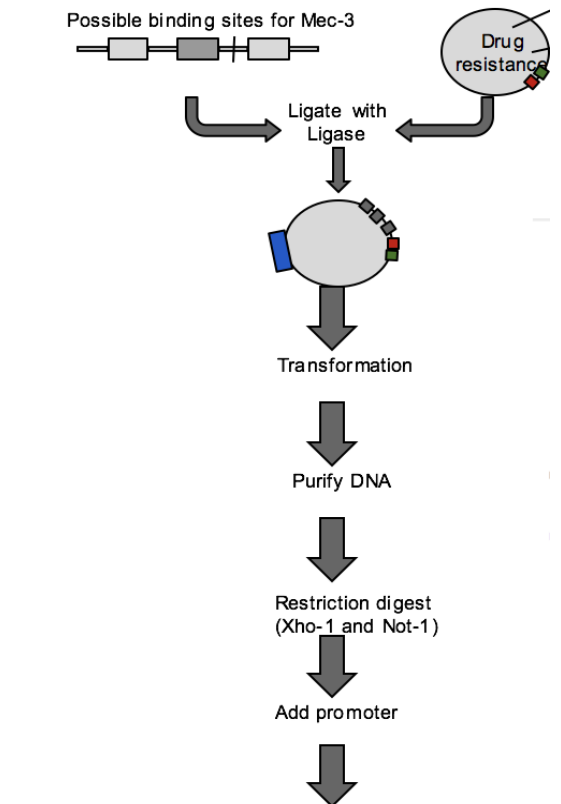 Possible binding sites for Mec-3
Drug
resistance
Ligate with
Ligase
Transformation
Purify DNA
Restriction digest
(Xho-1 and Not-1)
Add promoter